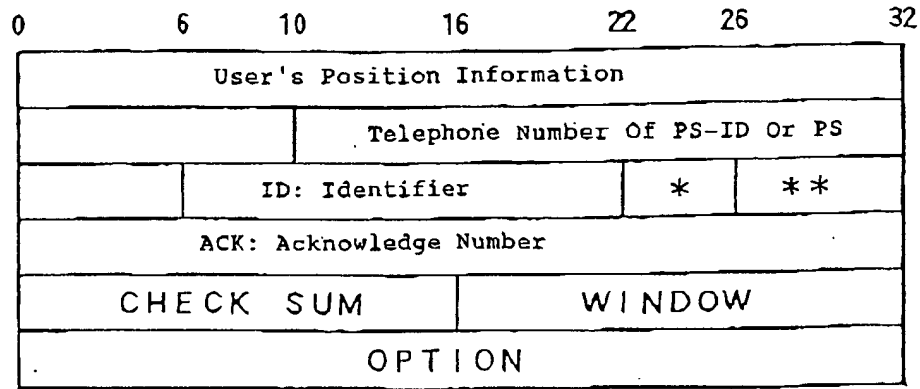 0 6 10 16 22 26 32
User's Position Information
Telephone Number Of PS-ID Or PS
ID: Identifier * **
ACK: Acknowledge Number
CHECK SUM WINDOW
OPTION